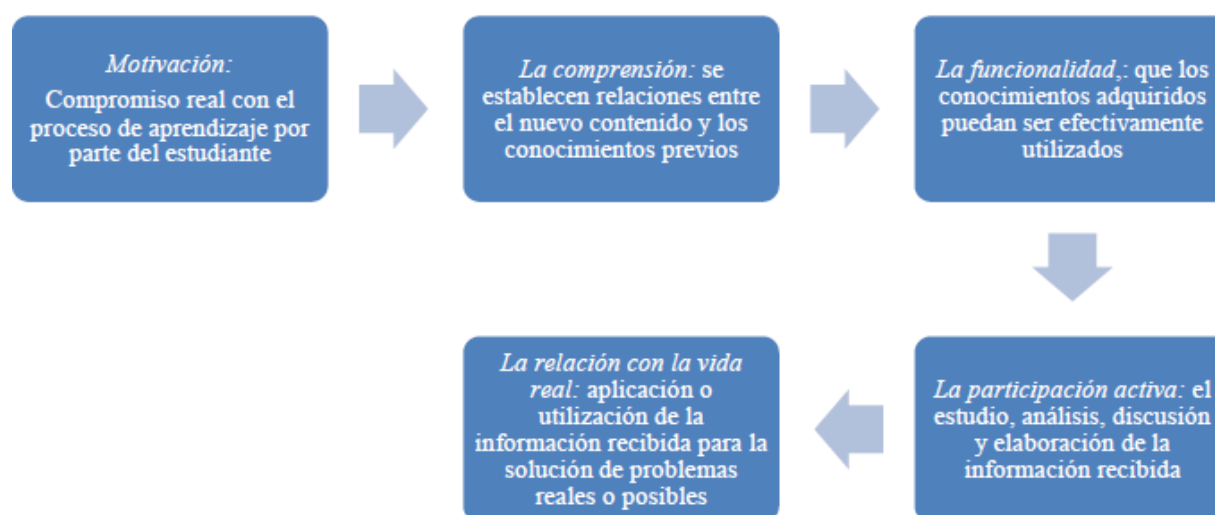 Motivación:
Compromiso real con el
proceso de aprendizaje por
parte del estudiante
La comprensión: se
establecen relaciones entre
el nuevo contenido y los
conocimientos previos
La funcionalidad,: que los
conocimientos adquiridos
puedan ser efectivamente
utilizados
La participación activa: el
estudio, análisis, discusión
y elaboración de la
información recibida
La relación con la vida
real: aplicación o
utilización de la
información recibida para la
solución de problemas
reales o posibles